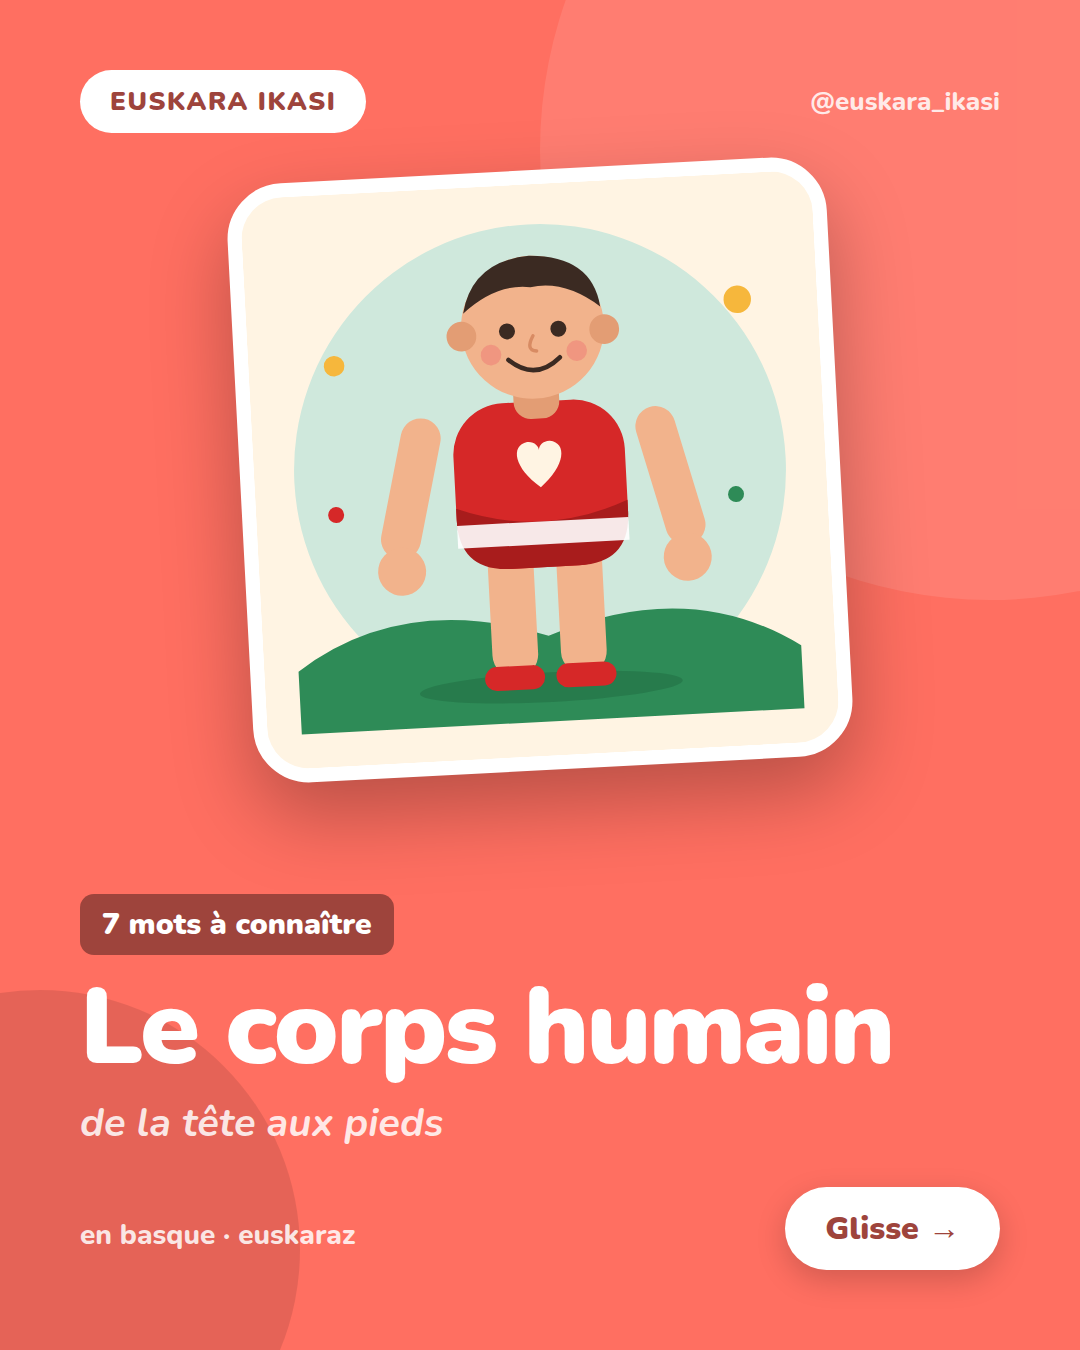 EUSKARA IKASI
@euskara_ikasi
7 mots à connaître
Le corps humain
de la tête aux pieds
en basque · euskaraz
Glisse →